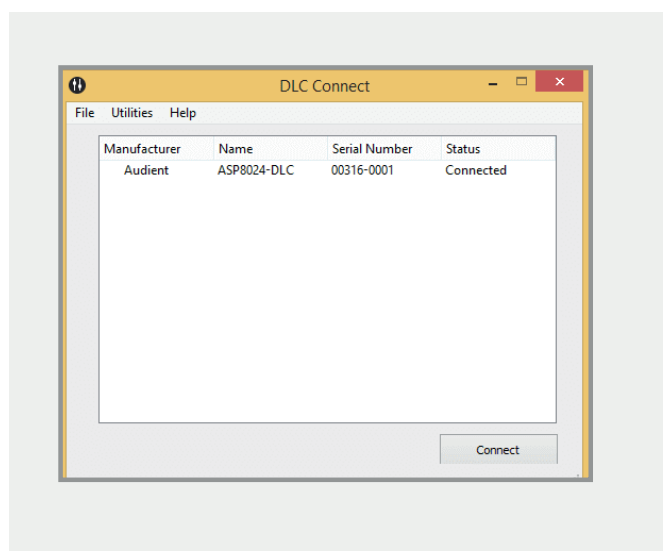 DLC Connect
File Utilities Help
Manufacturer Name Serial Number Status
Audient ASP8024-DLC 00316-0001 Connected
Connect